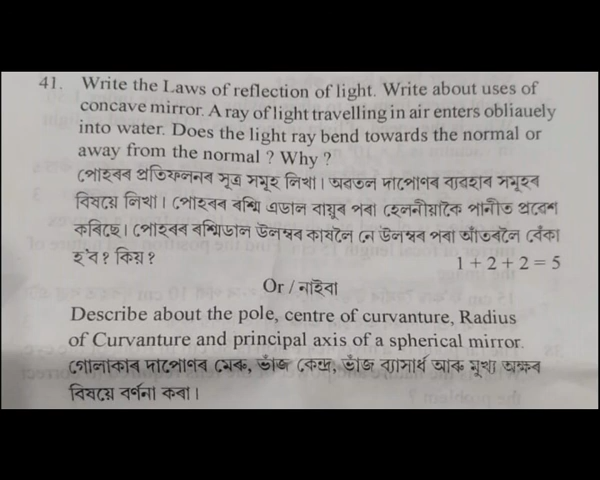 41. Write the Laws of reflection of light. Write about uses of
concave mirror. A ray of light travelling in air enters obliauely
into water. Does the light ray bend towards the normal or
away from the normal ? Why ?
পোহৰৰ প্ৰতিফলনৰ সূত্ৰ সমূহ লিখা। অৱতল দাপোণৰ ব্যৱহাৰ সমূহৰ
বিষয়ে লিখা। পোহৰৰ ৰশ্মি এডাল বায়ুৰ পৰা হেলনীয়াকৈ পানীত প্ৰৱেশ
কৰিছে। পোহৰৰ ৰশ্মিডাল উলম্বৰ কাষলৈ নে উলম্বৰ পৰা আঁতৰলৈ বেঁকা
হ'ব? কিয়?
1 + 2 + 2 = 5
Or / নাইবা
Describe about the pole, centre of curvanture, Radius
of Curvanture and principal axis of a spherical mirror.
গোলাকাৰ দাপোণৰ মেৰু, ভাঁজ কেন্দ্ৰ, ভাঁজ ব্যাসাৰ্ধ আৰু মুখ্য অক্ষৰ
বিষয়ে বৰ্ণনা কৰা।